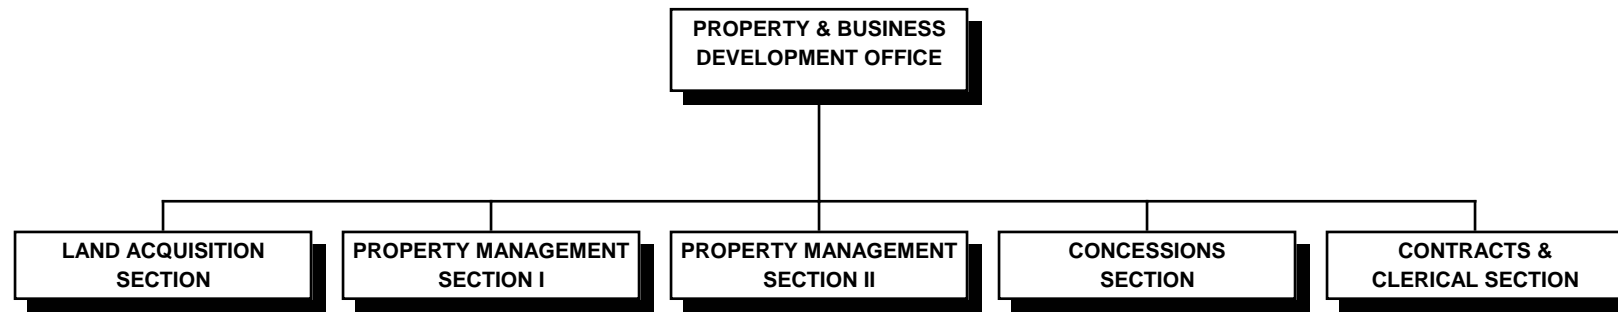 PROPERTY & BUSINESS
DEVELOPMENT OFFICE
LAND ACQUISITION
SECTION
PROPERTY MANAGEMENT
SECTION I
PROPERTY MANAGEMENT
SECTION II
CONCESSIONS
SECTION
CONTRACTS &
CLERICAL SECTION